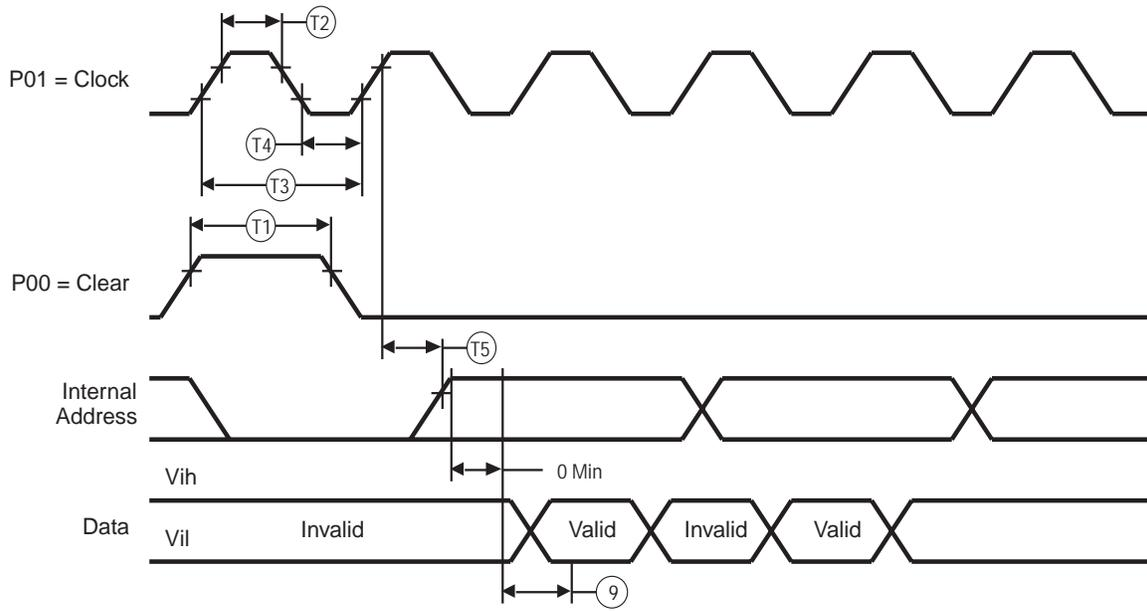 T2
P01 = Clock
T4
T3
T1
P00 = Clear
T5
Internal
Address
Vih
0 Min
Data
Vil
Invalid
Valid
Invalid
Valid
9